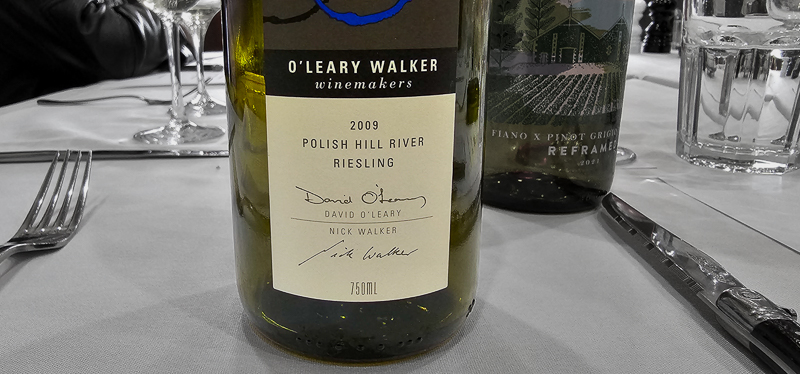 O'LEARY WALKER
winemakers
2009
POLISH HILL RIVER
RIESLING
David O'Leary
DAVID O'LEARY
NICK WALKER
Nick Walker
750ML
FIANO X PINOT GRIGIO
REFRAMED
2021